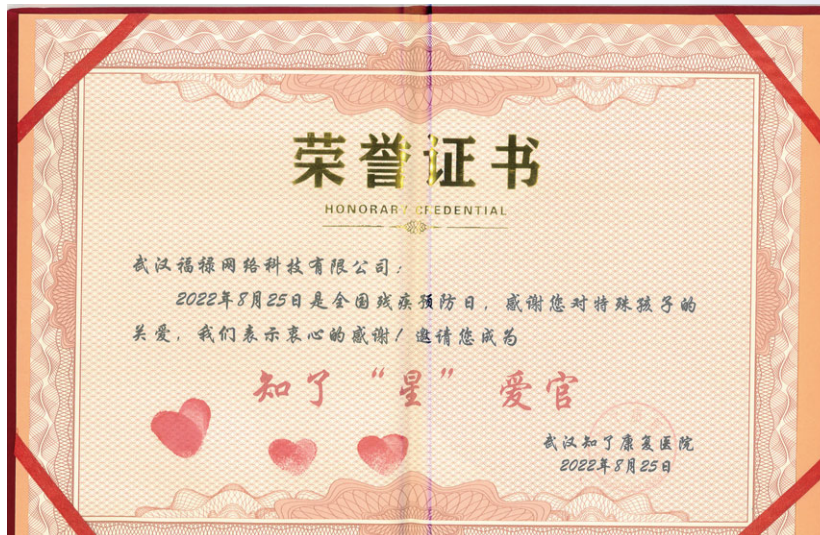 荣誉证书
HONORARY CREDENTIAL
武汉福禄网络科技有限公司：
2022年8月25日是全国残疾预防日，感谢您对特殊孩子的
关爱，我们表示衷心的感谢！邀请您成为
知了“星”爱官
武汉知了康复医院
2022年8月25日